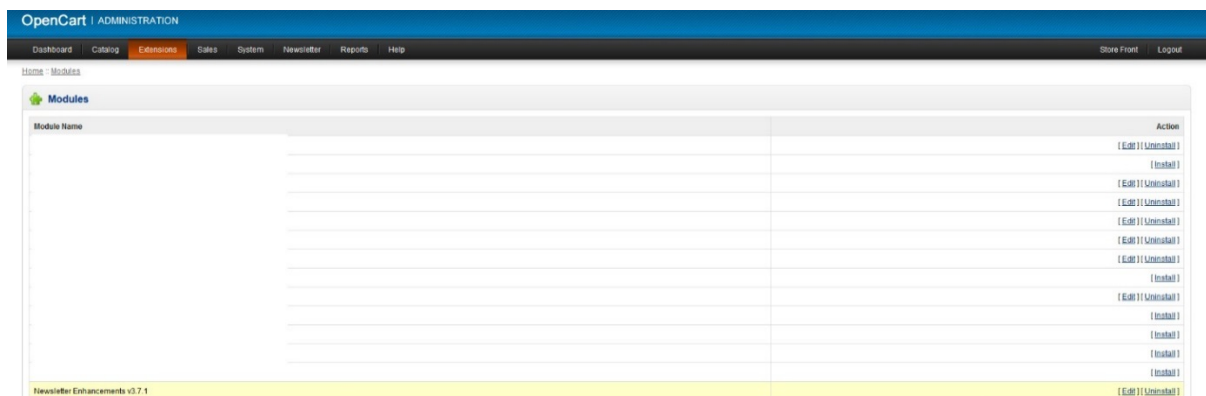 OpenCart | ADMINISTRATION
Dashboard Catalog Extensions Sales System Newsletter Reports Help Store Front Logout
Home :: Modules
Modules
Module Name Action
[ Edit ] [ Uninstall ]
[ Install ]
[ Edit ] [ Uninstall ]
[ Edit ] [ Uninstall ]
[ Edit ] [ Uninstall ]
[ Edit ] [ Uninstall ]
[ Edit ] [ Uninstall ]
[ Install ]
[ Edit ] [ Uninstall ]
[ Install ]
[ Install ]
[ Install ]
[ Install ]
Newsletter Enhancements v3.7.1 [ Edit ] [ Uninstall ]